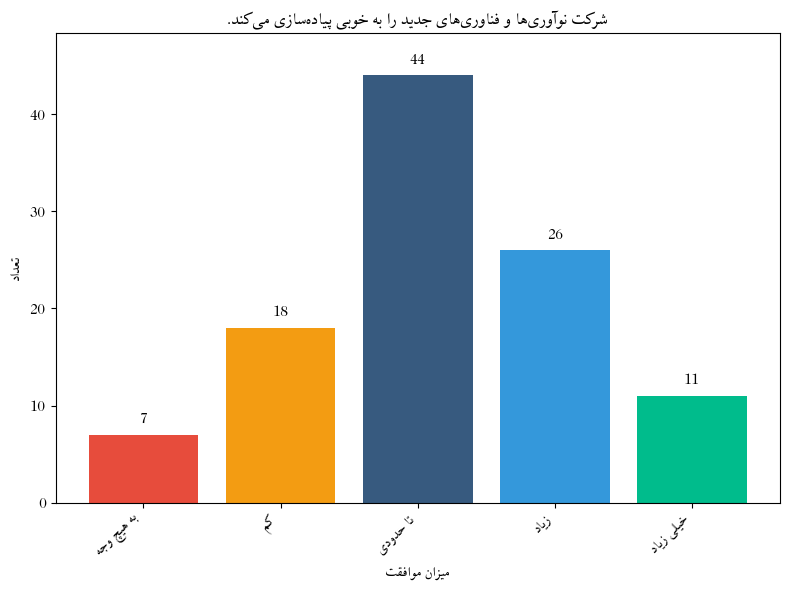 شرکت نوآوری‌ها و فناوری‌های جدید را به خوبی پیاده‌سازی می‌کند.
44
40
30
26
20
18
11
10
7
0
تعداد
به هیچ وجه
کم
تا حدودی
زیاد
خیلی زیاد
میزان موافقت